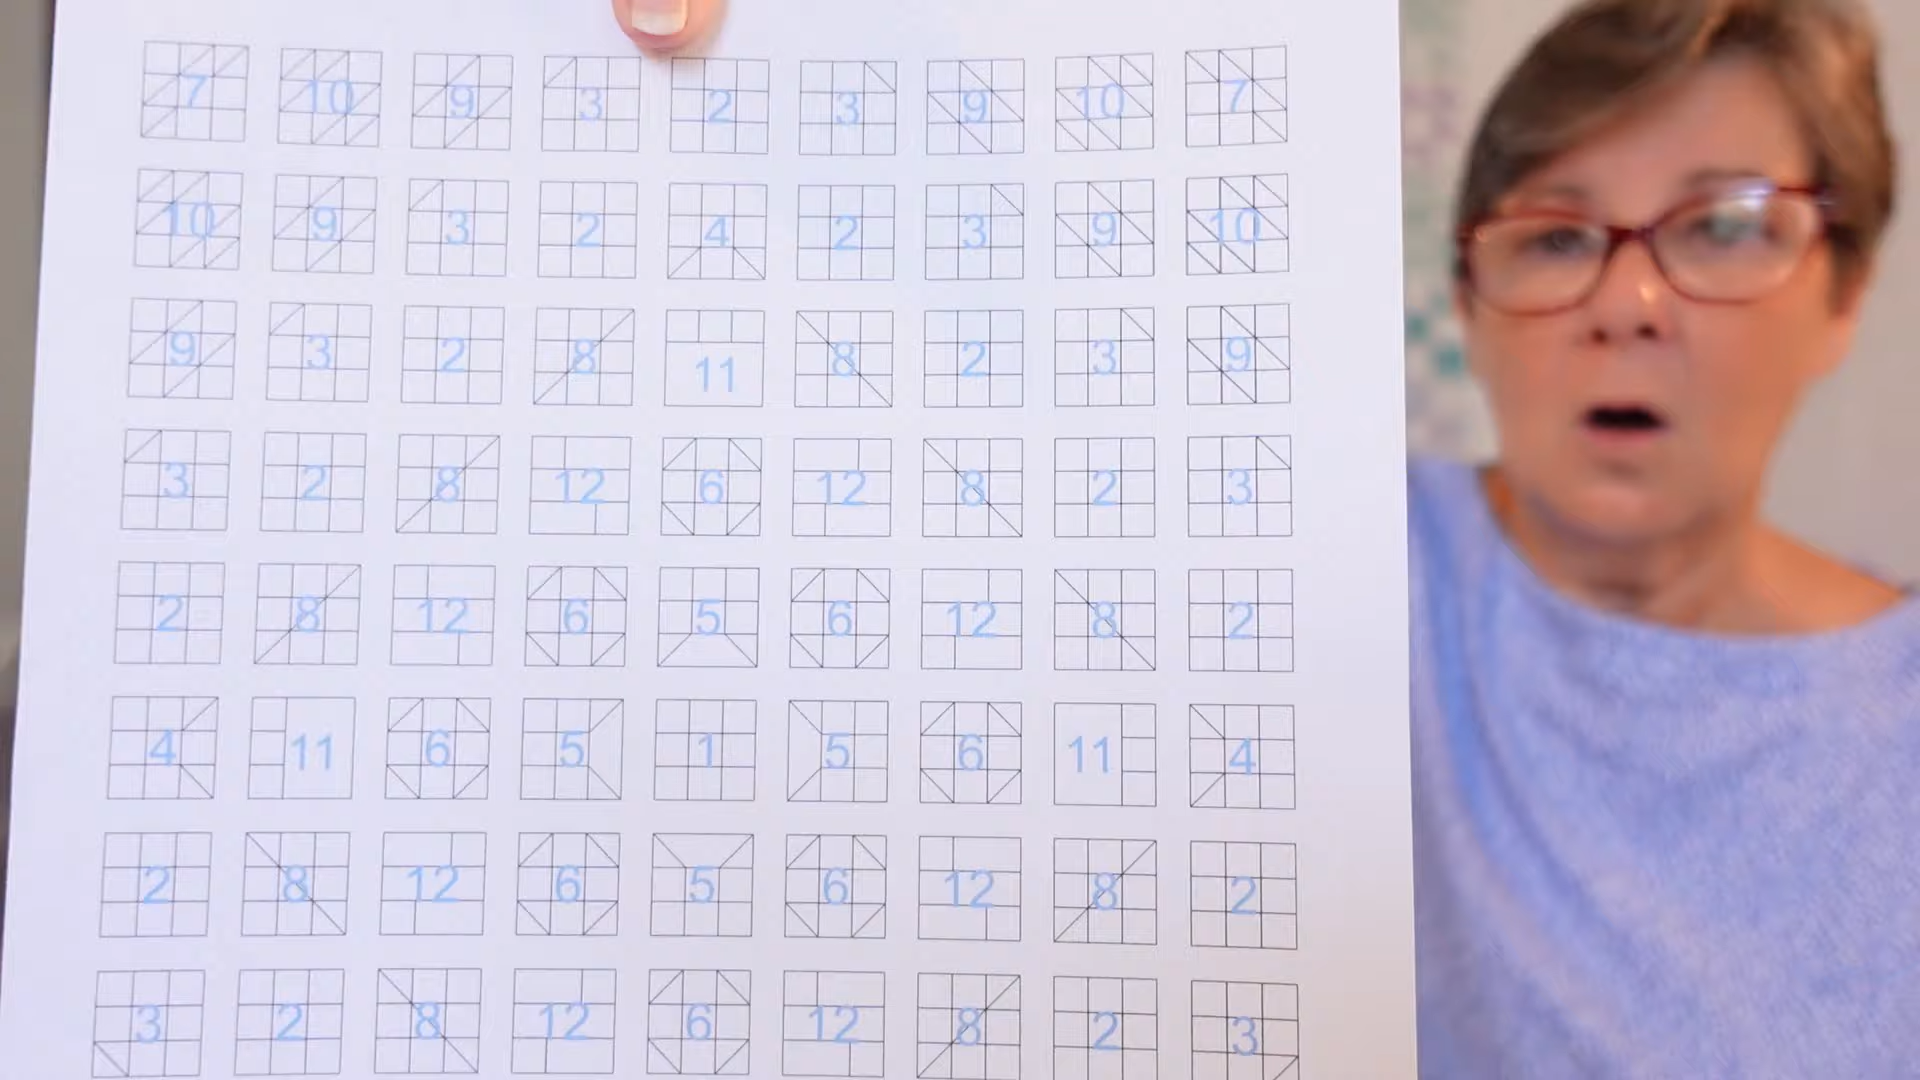 7 10 9 3 2 3 9 10 7
10 9 3 2 4 2 3 9 10
9 3 2 8 11 8 2 3 9
3 2 8 12 6 12 8 2 3
2 8 12 6 5 6 12 8 2
4 11 6 5 1 5 6 11 4
2 8 12 6 5 6 12 8 2
3 2 8 12 6 12 8 2 3